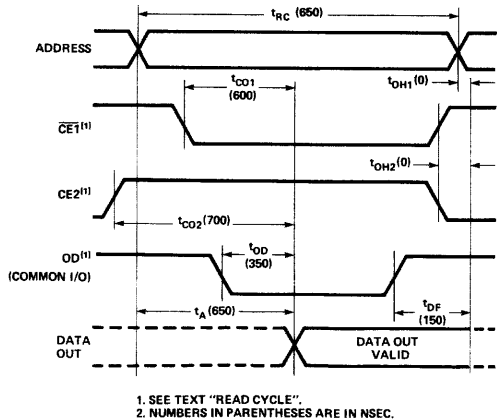 tRC (650)
ADDRESS
tCO1
(600)
tOH1(0)
CE1[1]
tOH2(0)
CE2[1]
tCO2(700)
tOD
(350)
OD[1]
(COMMON I/O)
tA(650)
tDF
(150)
DATA
OUT
DATA OUT
VALID
1. SEE TEXT "READ CYCLE".
2. NUMBERS IN PARENTHESES ARE IN NSEC.